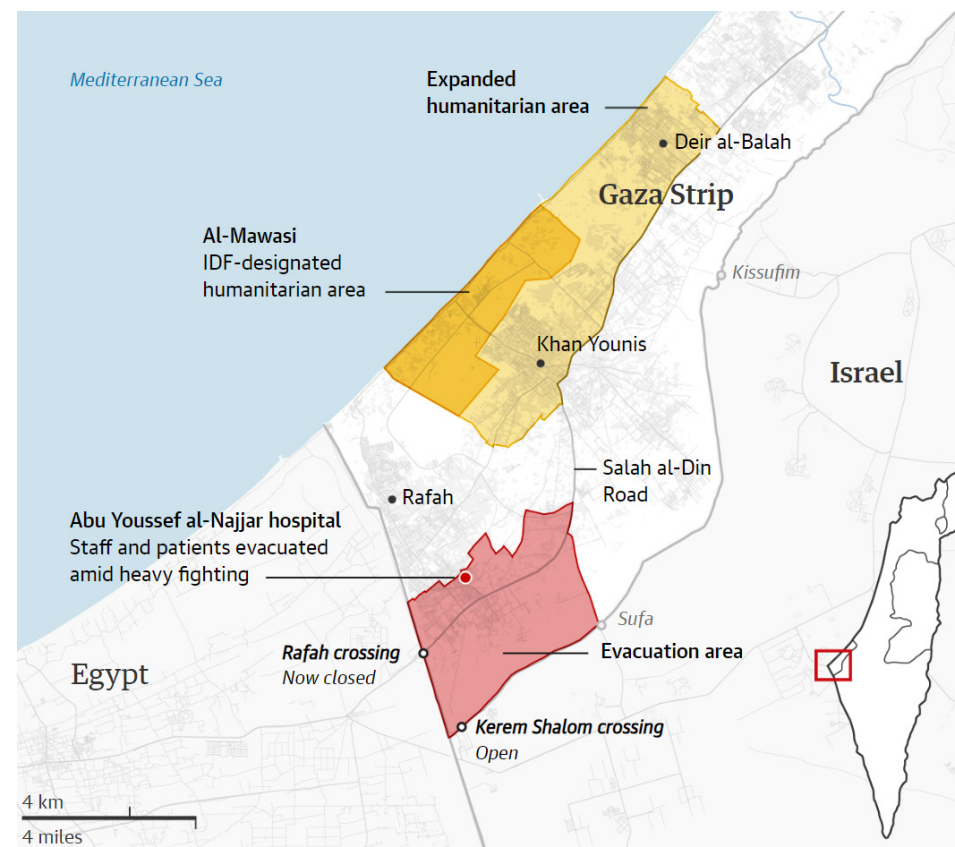 Mediterranean Sea
Expanded
humanitarian area
Deir al-Balah
Gaza Strip
Al-Mawasi
IDF-designated
humanitarian area
Kissufim
Khan Younis
Israel
Salah al-Din
Road
Rafah
Abu Youssef al-Najjar hospital
Staff and patients evacuated
amid heavy fighting
Sufa
Rafah crossing
Now closed
Evacuation area
Egypt
Kerem Shalom crossing
Open
4 km
4 miles